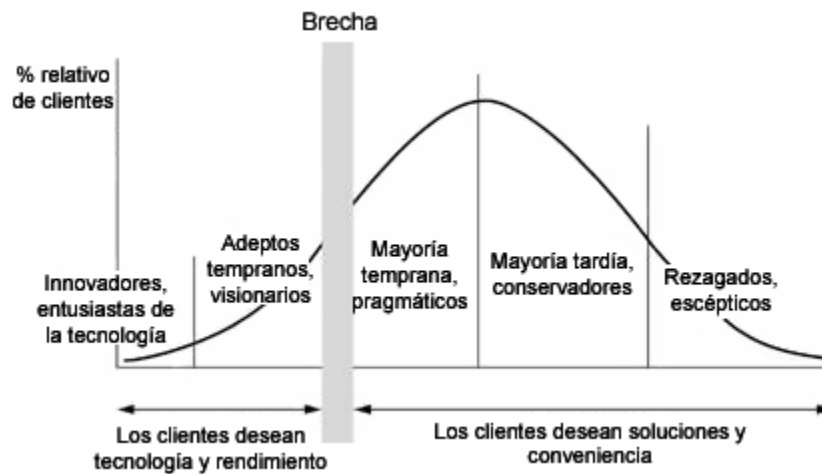 Brecha
% relativo
de clientes
Innovadores,
entusiastas de
la tecnología
Adeptos
tempranos,
visionarios
Mayoría
temprana,
pragmáticos
Mayoría tardía,
conservadores
Rezagados,
escépticos
Los clientes desean
tecnología y rendimiento
Los clientes desean soluciones y
conveniencia